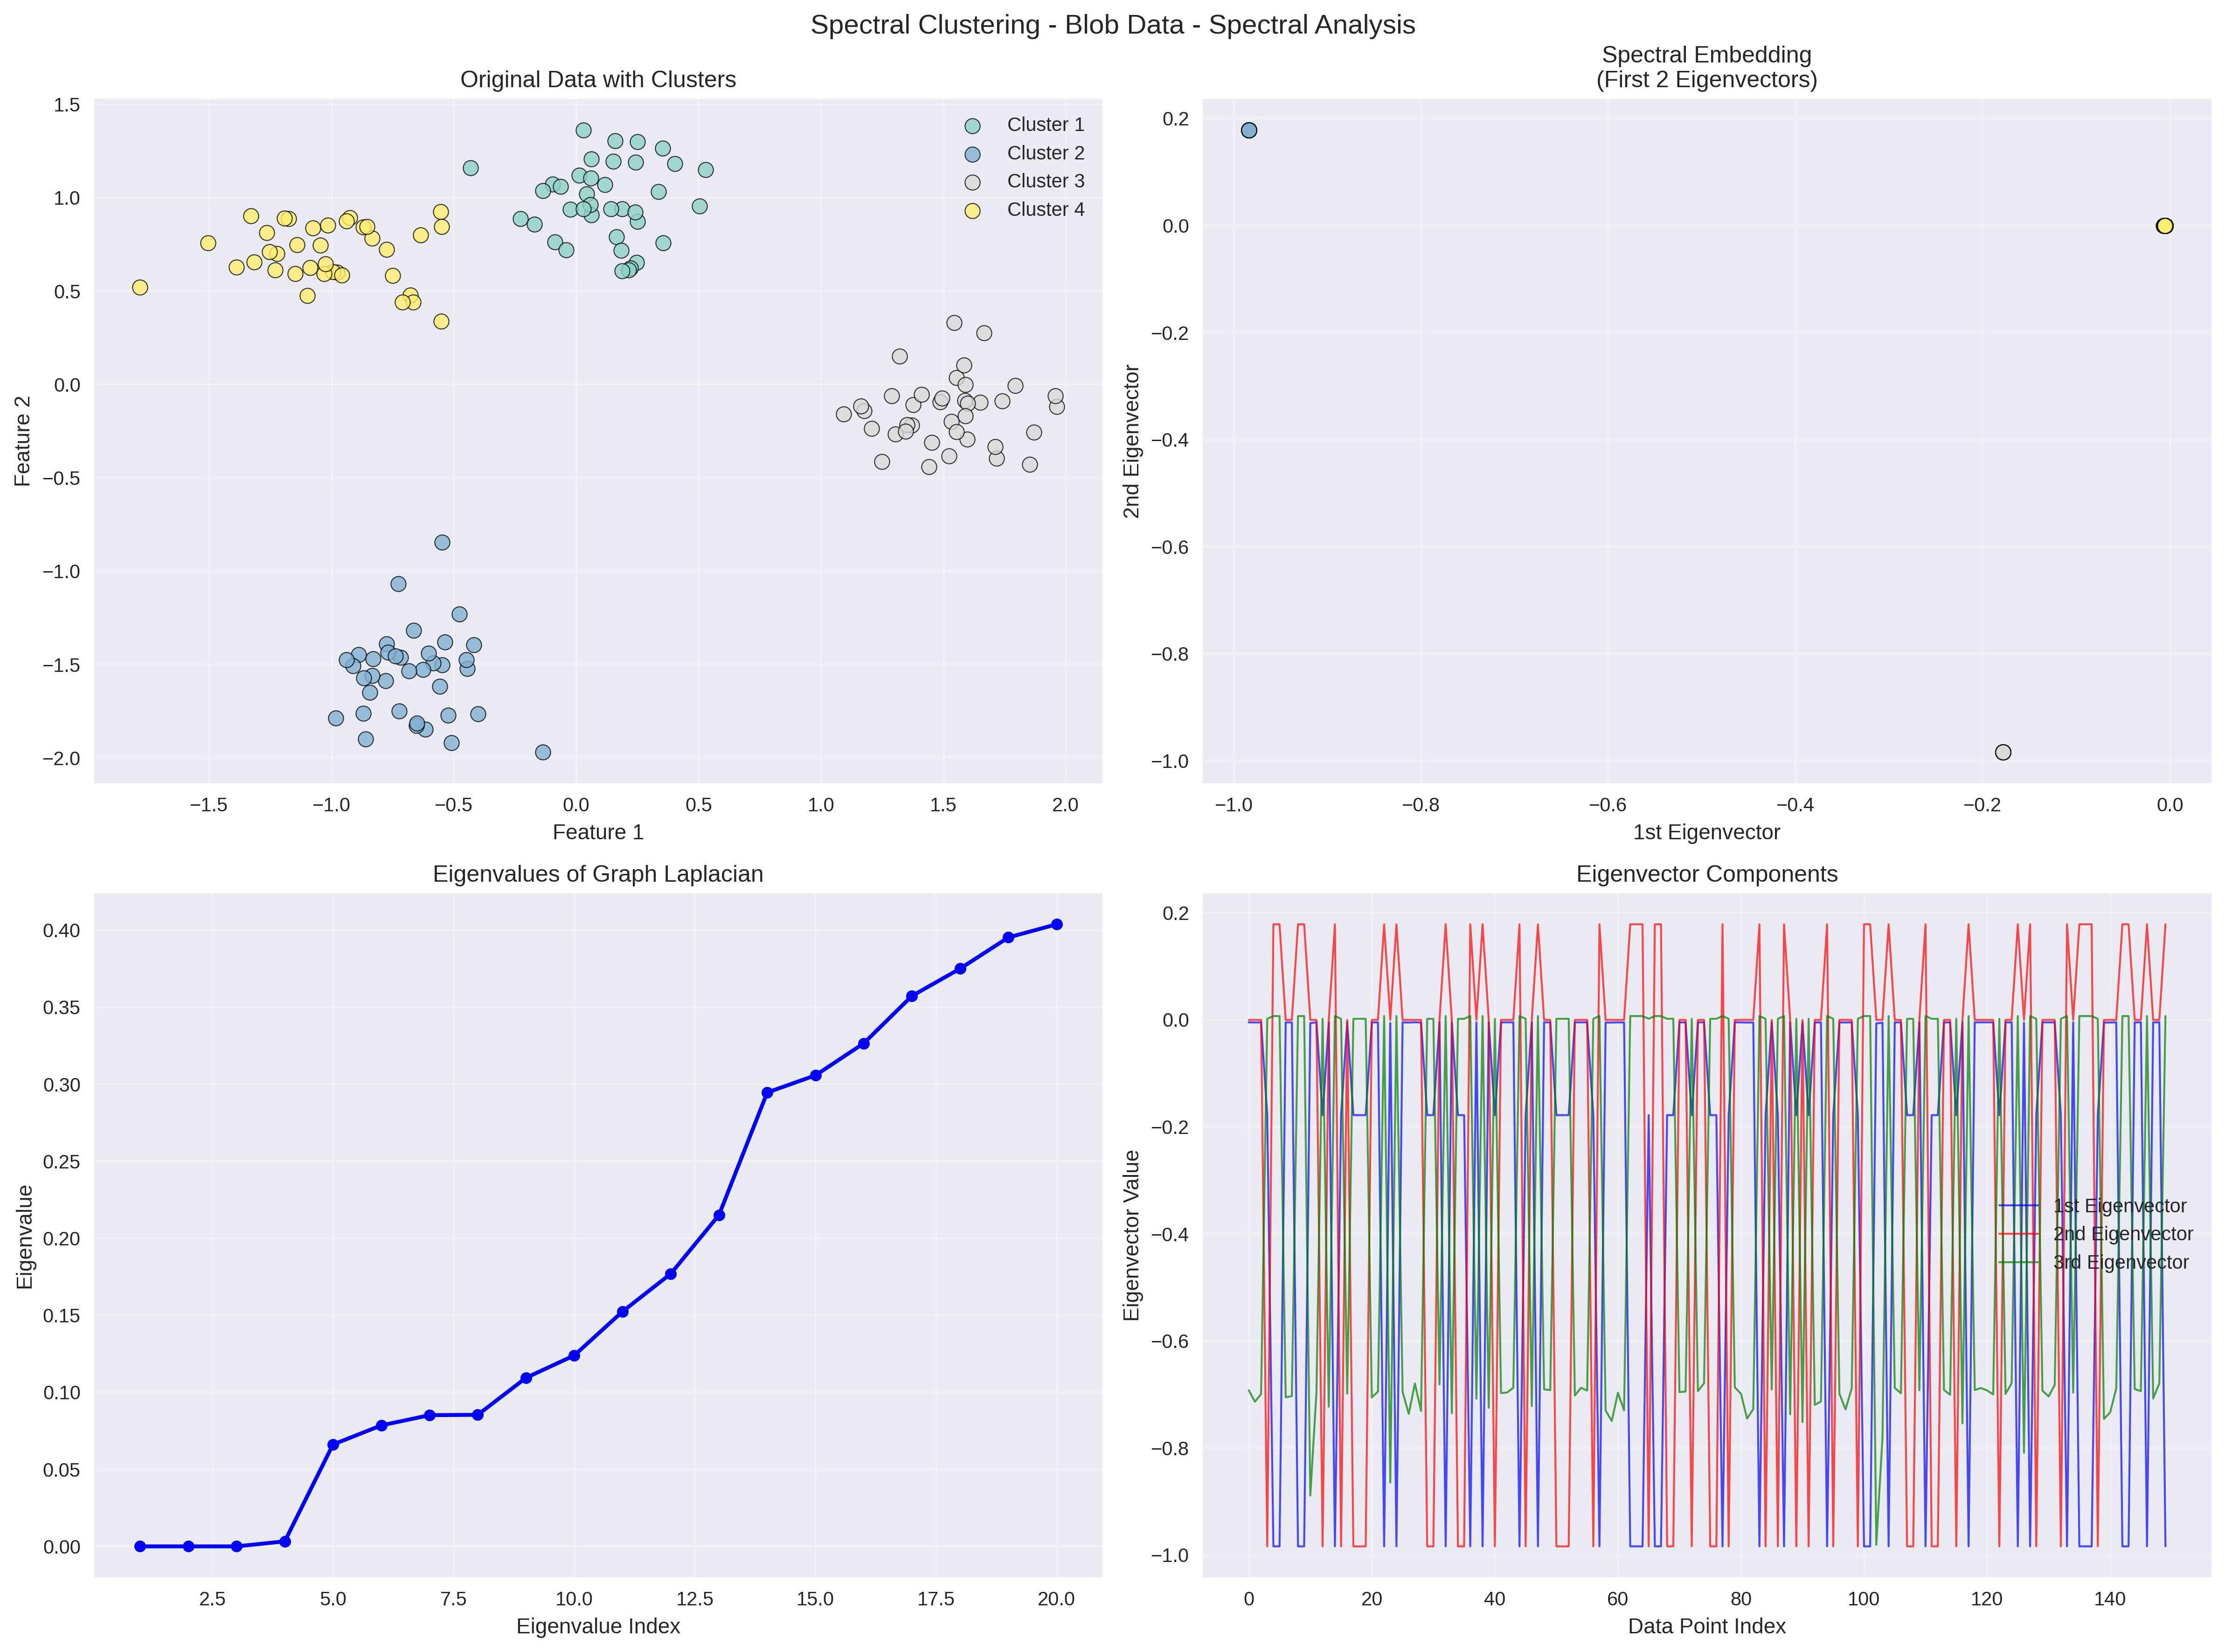 Spectral Clustering - Blob Data - Spectral Analysis
Original Data with Clusters
1.5
1.0
0.5
0.0
−0.5
−1.0
−1.5
−2.0
Feature 2
Cluster 1
Cluster 2
Cluster 3
Cluster 4
−1.5
−1.0
−0.5
0.0
0.5
1.0
1.5
2.0
Feature 1
Spectral Embedding
(First 2 Eigenvectors)
0.2
0.0
−0.2
−0.4
−0.6
−0.8
−1.0
2nd Eigenvector
−1.0
−0.8
−0.6
−0.4
−0.2
0.0
1st Eigenvector
Eigenvalues of Graph Laplacian
0.40
0.35
0.30
0.25
0.20
0.15
0.10
0.05
0.00
Eigenvalue
2.5
5.0
7.5
10.0
12.5
15.0
17.5
20.0
Eigenvalue Index
Eigenvector Components
0.2
0.0
−0.2
−0.4
−0.6
−0.8
−1.0
Eigenvector Value
1st Eigenvector
2nd Eigenvector
3rd Eigenvector
0
20
40
60
80
100
120
140
Data Point Index